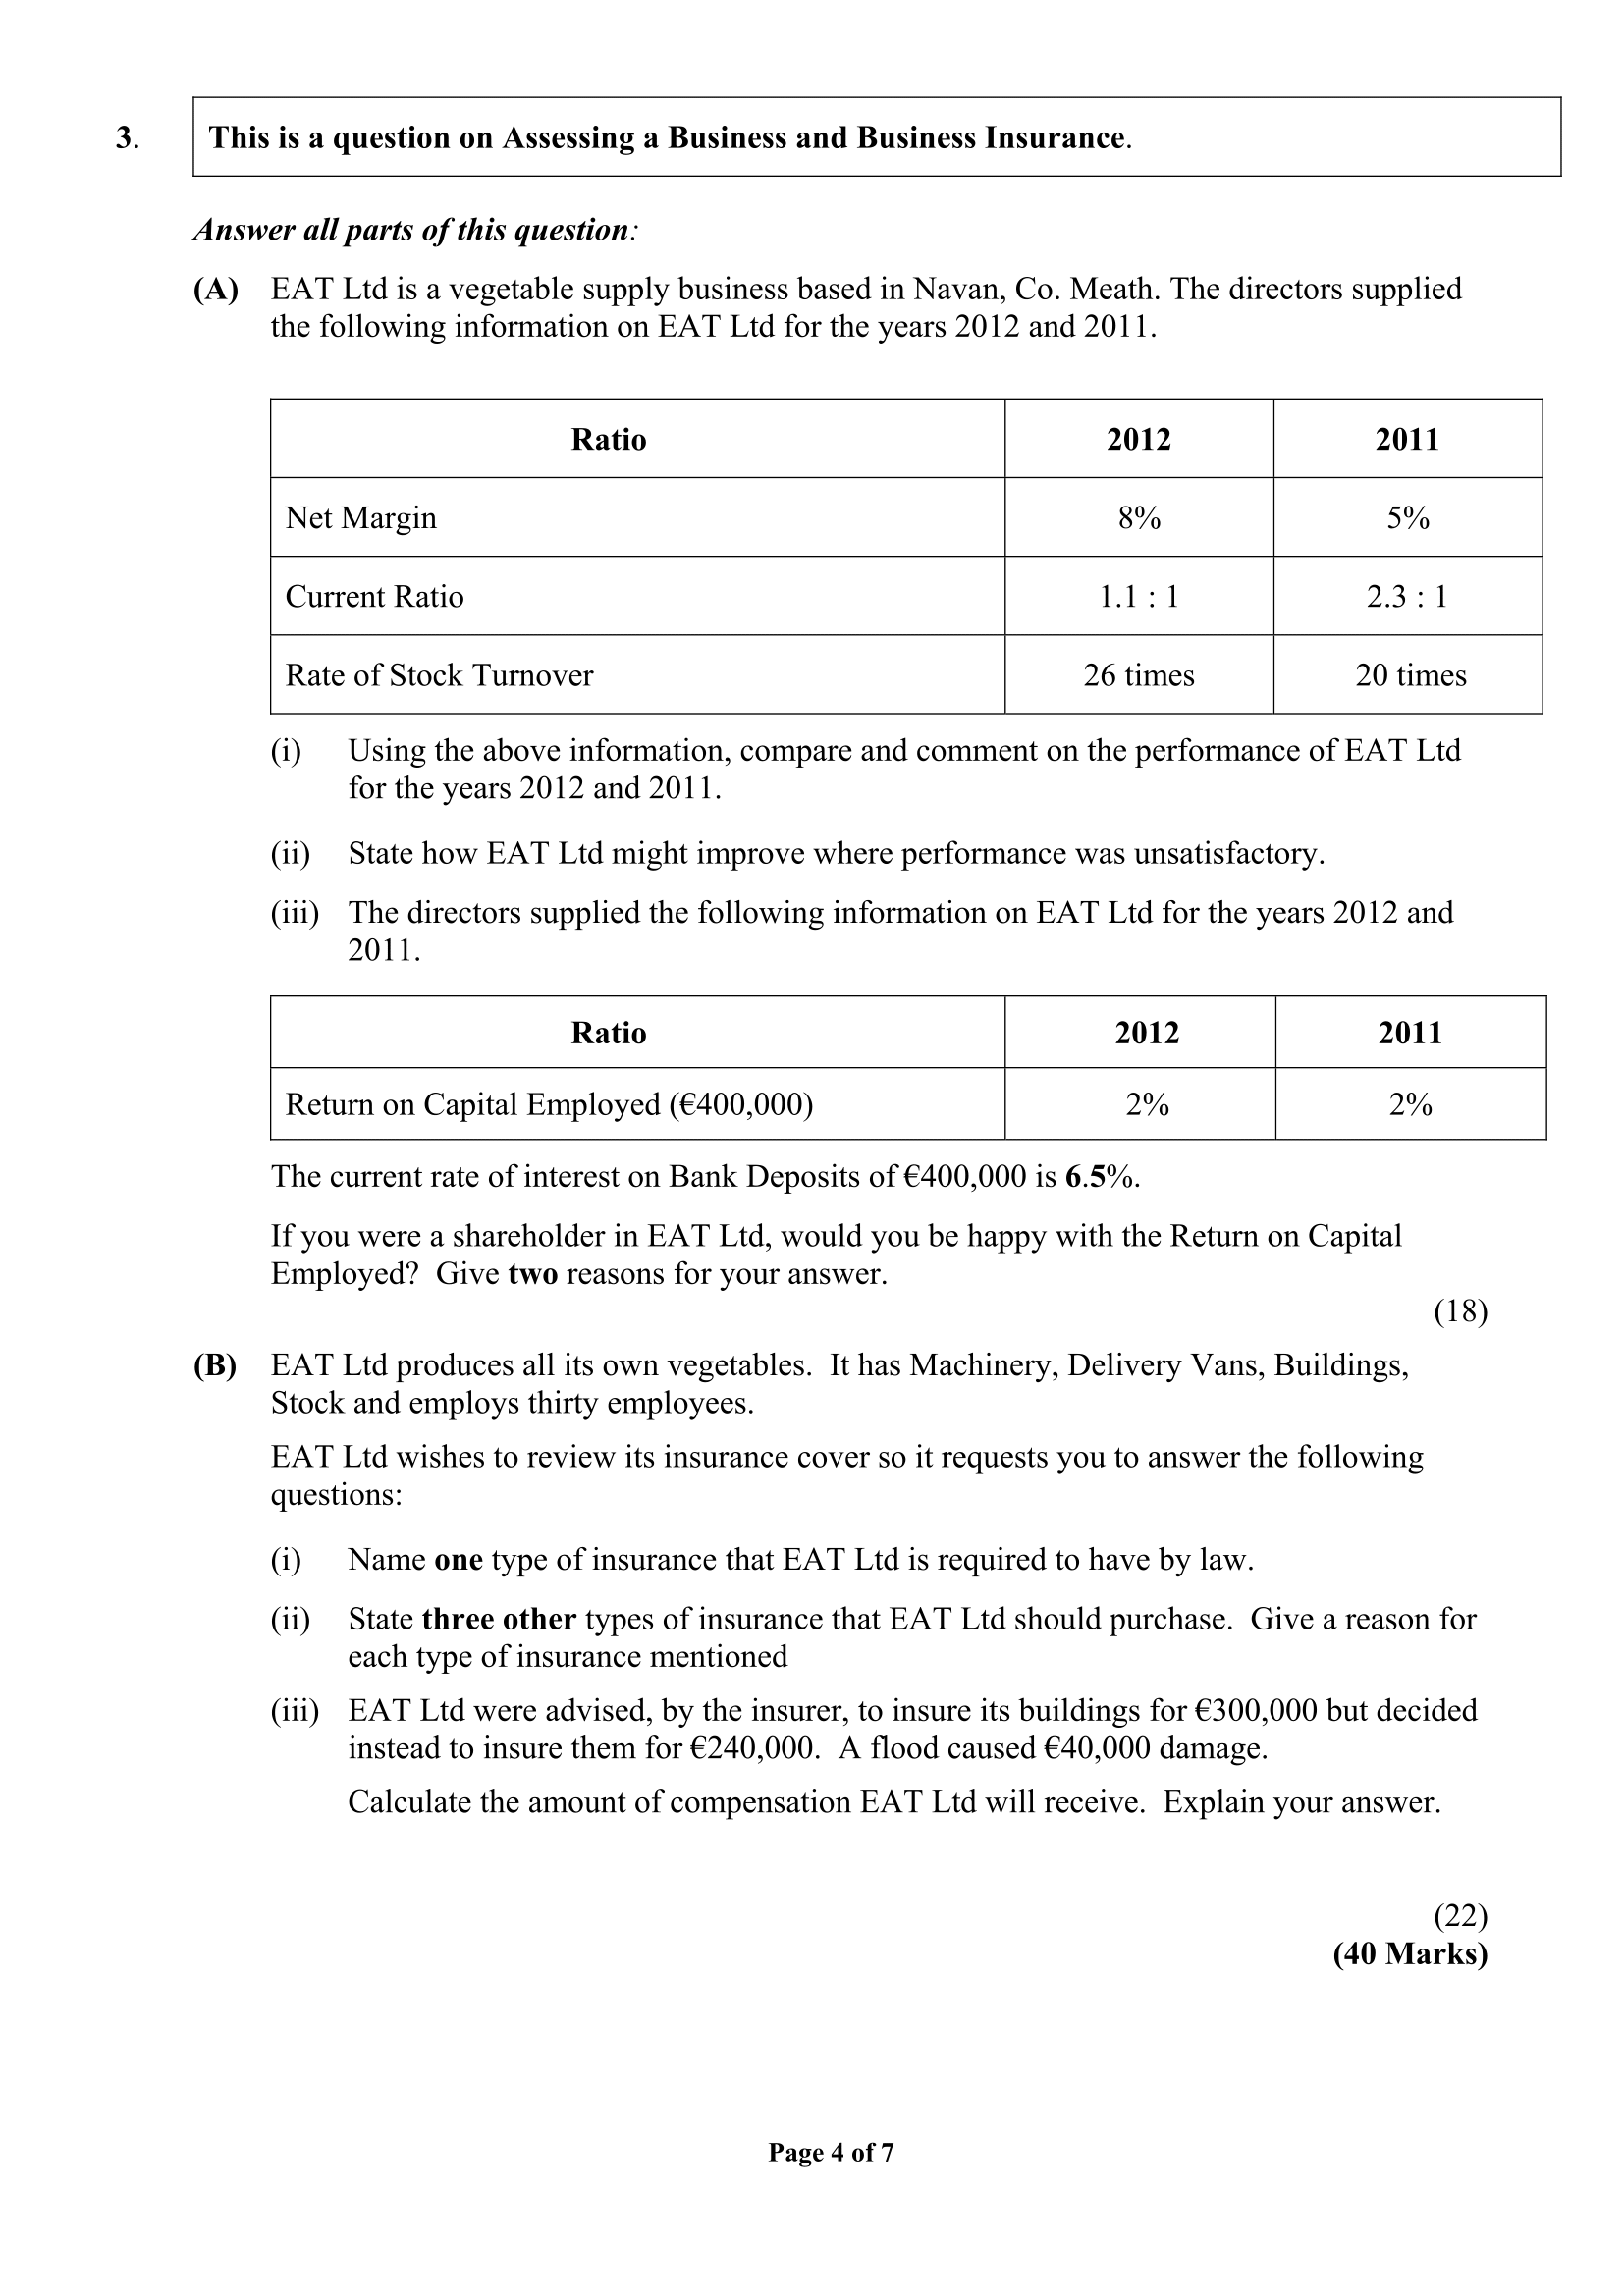 3.
This is a question on Assessing a Business and Business Insurance.
Answer all parts of this question:
(A) EAT Ltd is a vegetable supply business based in Navan, Co. Meath. The directors supplied
the following information on EAT Ltd for the years 2012 and 2011.
Ratio 2012 2011
Net Margin 8% 5%
Current Ratio 1.1 : 1 2.3 : 1
Rate of Stock Turnover 26 times 20 times
(i) Using the above information, compare and comment on the performance of EAT Ltd
for the years 2012 and 2011.
(ii) State how EAT Ltd might improve where performance was unsatisfactory.
(iii) The directors supplied the following information on EAT Ltd for the years 2012 and
2011.
Ratio 2012 2011
Return on Capital Employed (€400,000) 2% 2%
The current rate of interest on Bank Deposits of €400,000 is 6.5%.
If you were a shareholder in EAT Ltd, would you be happy with the Return on Capital
Employed? Give two reasons for your answer.
(18)
(B) EAT Ltd produces all its own vegetables. It has Machinery, Delivery Vans, Buildings,
Stock and employs thirty employees.
EAT Ltd wishes to review its insurance cover so it requests you to answer the following
questions:
(i) Name one type of insurance that EAT Ltd is required to have by law.
(ii) State three other types of insurance that EAT Ltd should purchase. Give a reason for
each type of insurance mentioned
(iii) EAT Ltd were advised, by the insurer, to insure its buildings for €300,000 but decided
instead to insure them for €240,000. A flood caused €40,000 damage.
Calculate the amount of compensation EAT Ltd will receive. Explain your answer.
(22)
(40 Marks)
Page 4 of 7